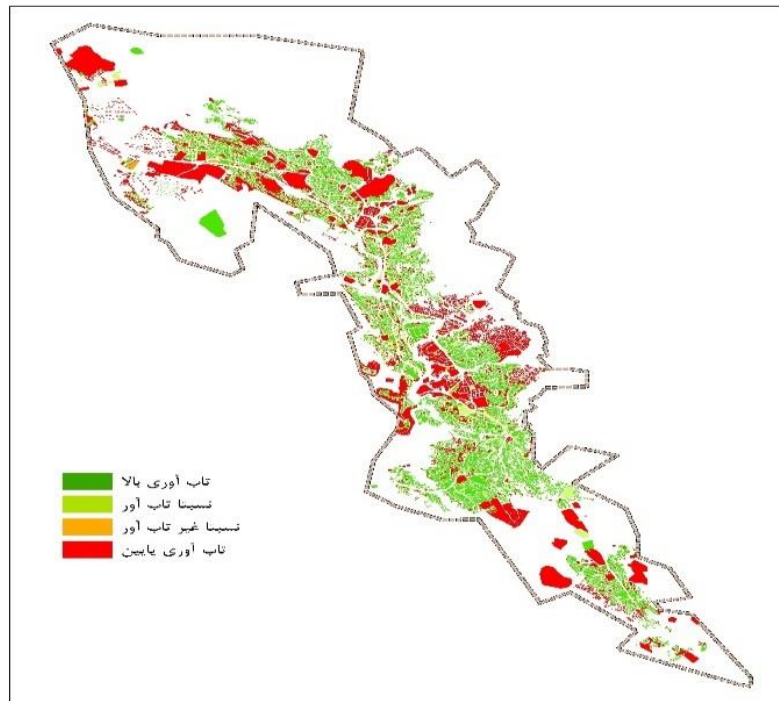 تاب آوری بالا
نسبتا تاب آور
نسبتا غیر تاب آور
تاب آوری پایین